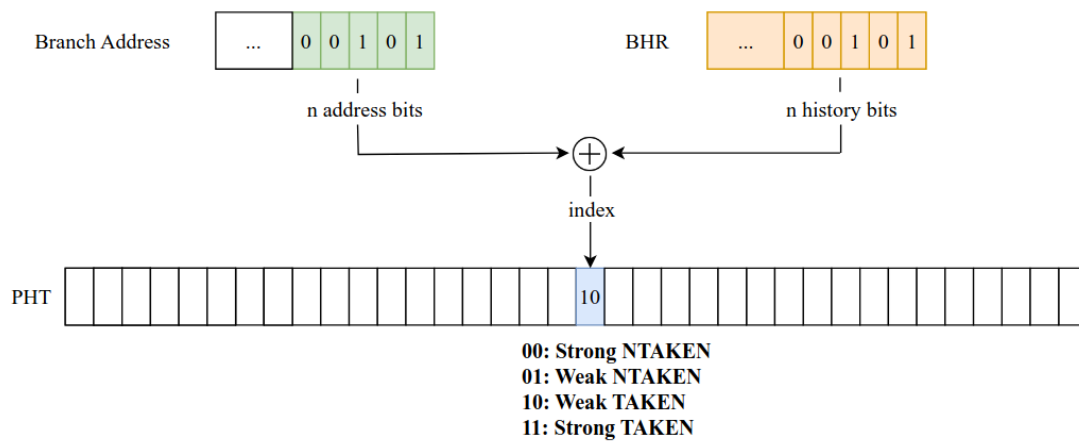 Branch Address
... 0 0 1 0 1
BHR
... 0 0 1 0 1
n address bits
n history bits
index
PHT
10
00: Strong NTAKEN
01: Weak NTAKEN
10: Weak TAKEN
11: Strong TAKEN